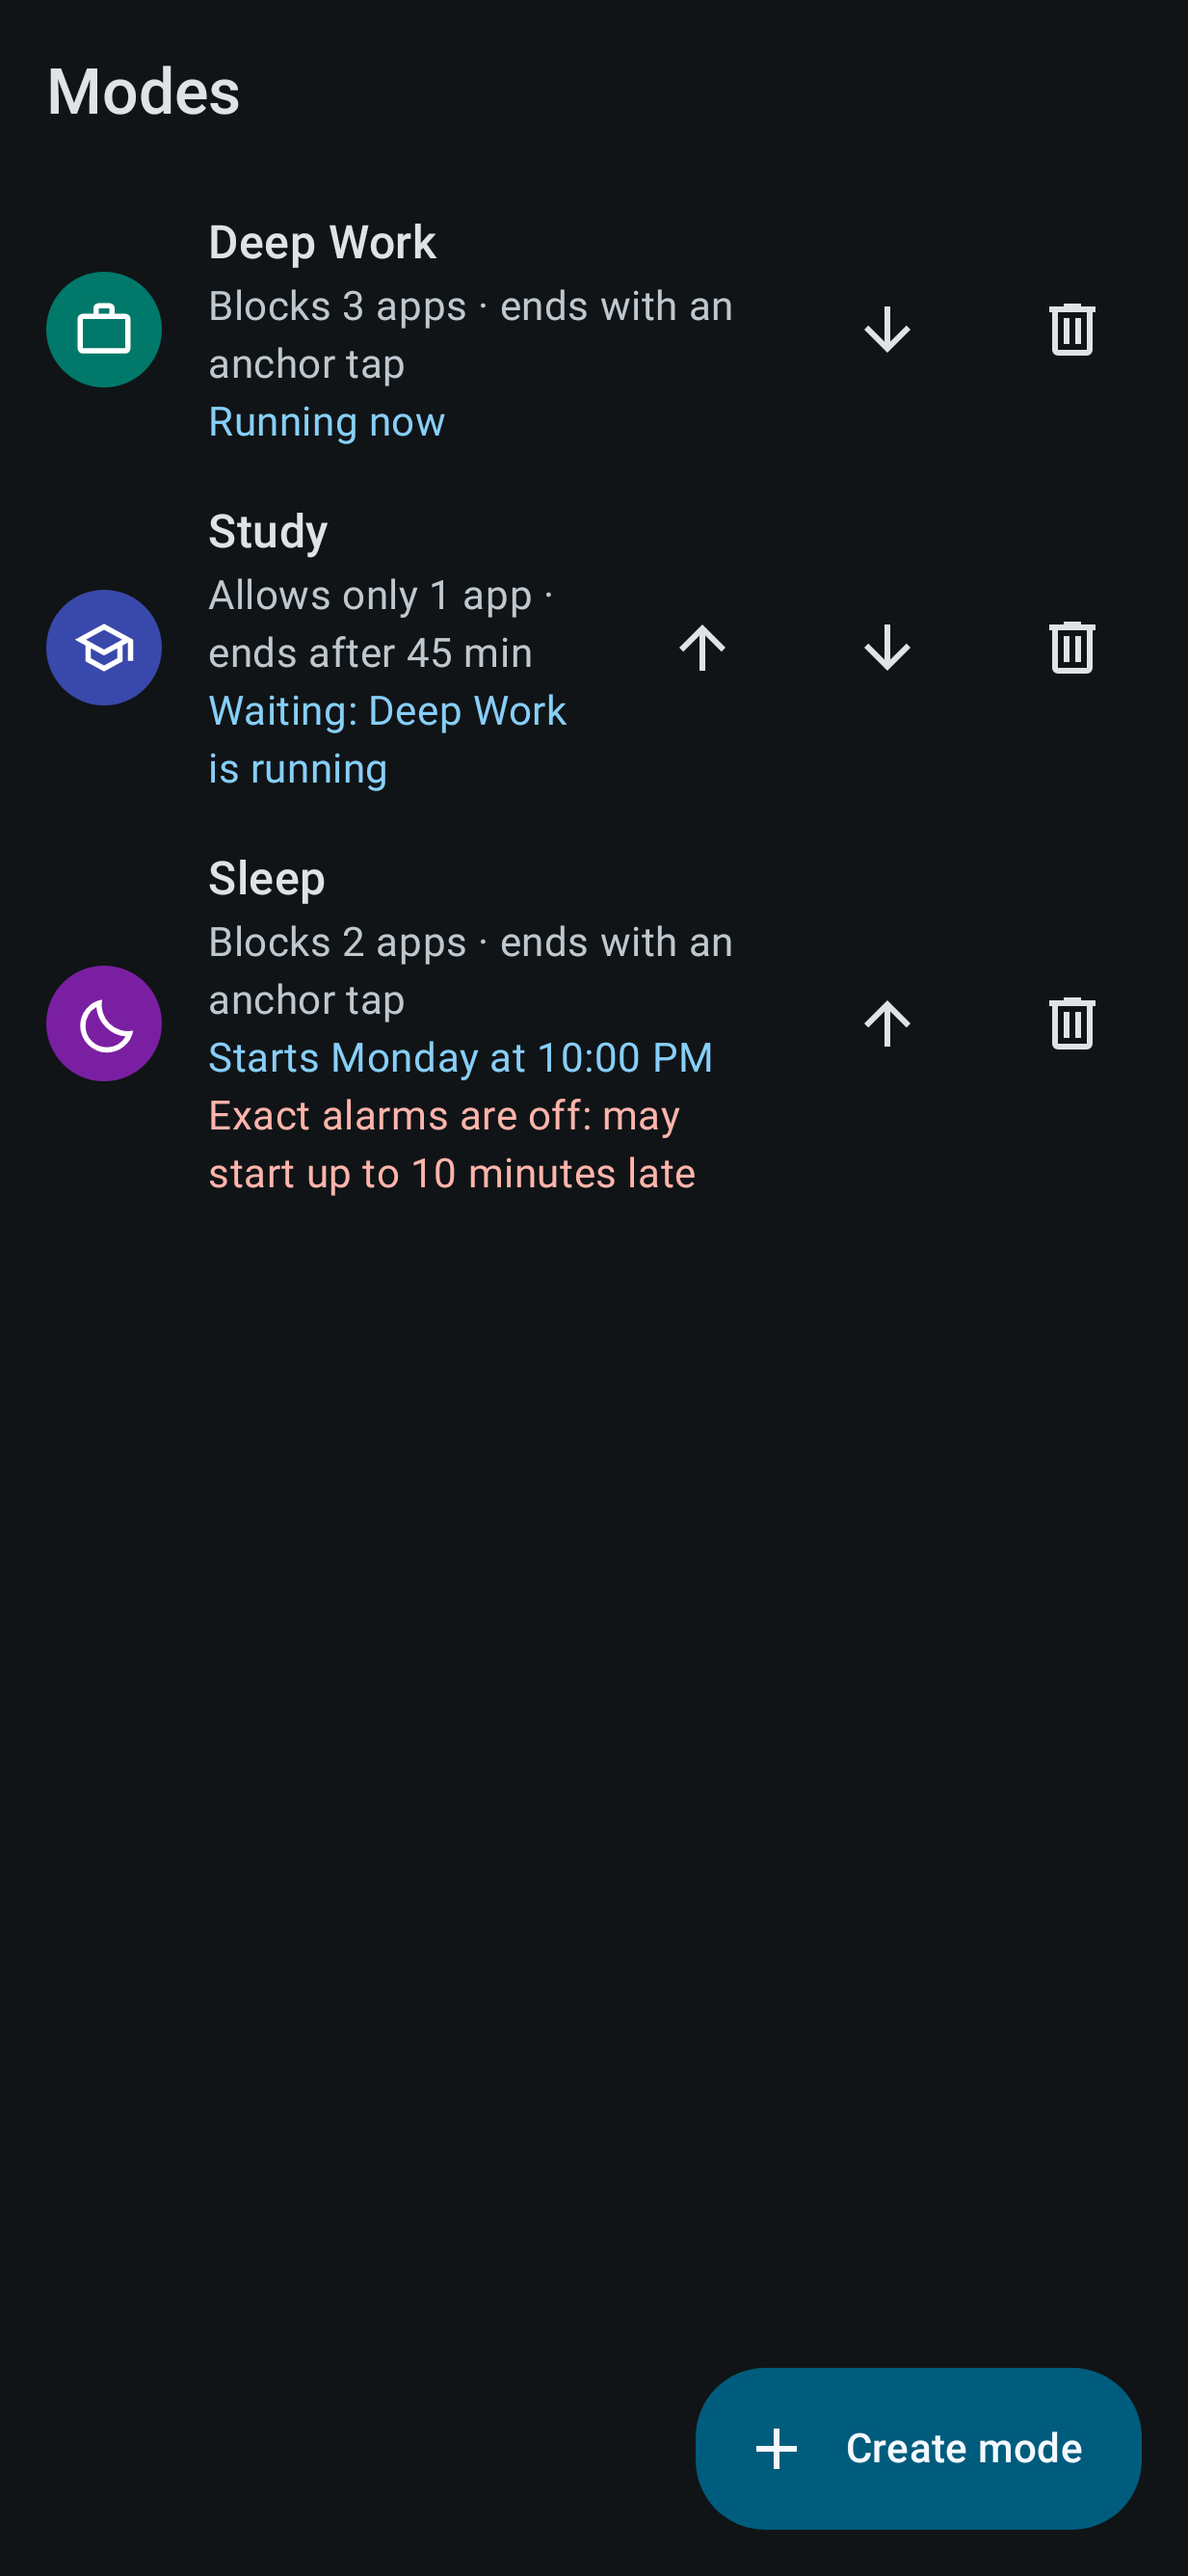 Modes
Deep Work
Blocks 3 apps · ends with an
anchor tap
Running now
Study
Allows only 1 app ·
ends after 45 min
Waiting: Deep Work
is running
Sleep
Blocks 2 apps · ends with an
anchor tap
Starts Monday at 10:00 PM
Exact alarms are off: may
start up to 10 minutes late
Create mode